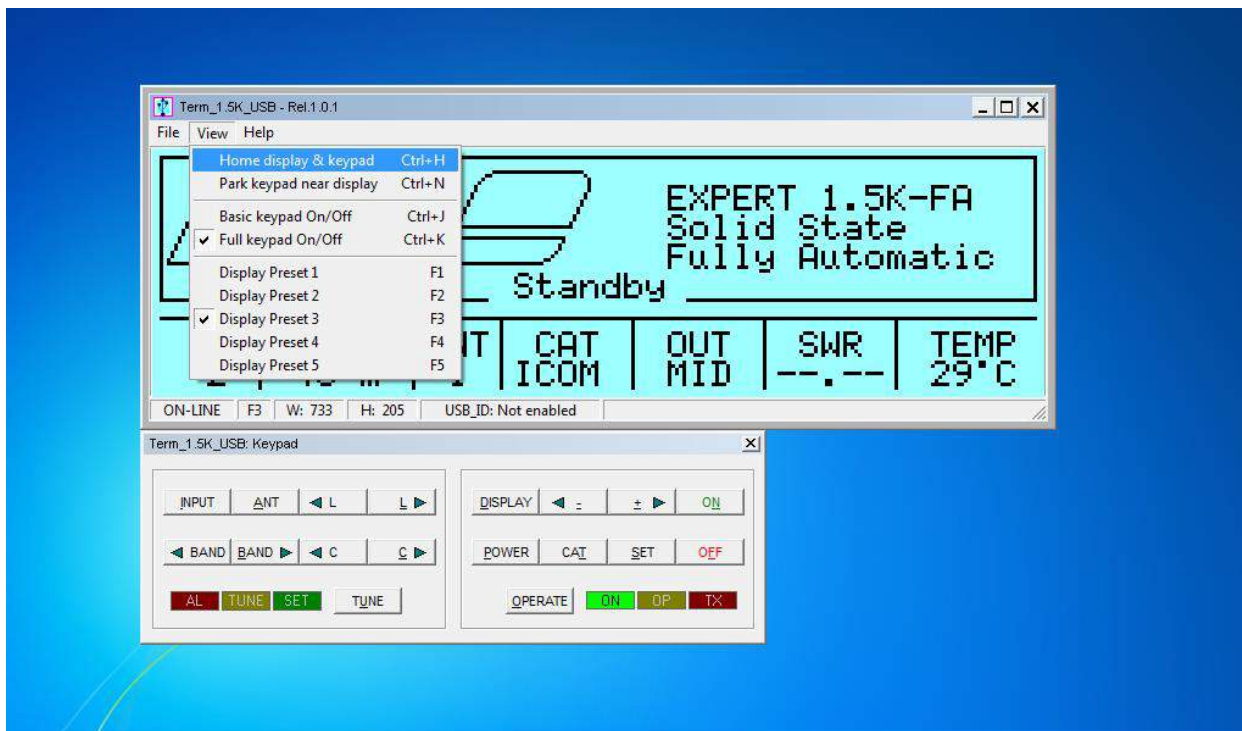 Term_1.5K_USB - Rel.1.0.1
File View Help
Home display & keypad Ctrl+H
Park keypad near display Ctrl+N
Basic keypad On/Off Ctrl+J
Full keypad On/Off Ctrl+K
Display Preset 1 F1
Display Preset 2 F2
Display Preset 3 F3
Display Preset 4 F4
Display Preset 5 F5
EXPERT 1.5K-FA
Solid State
Fully Automatic
Standby
CAT OUT SWR TEMP
ICOM MID --.-- 29°C
ON-LINE F3 W: 733 H: 205 USB_ID: Not enabled
Term_1.5K_USB: Keypad
INPUT ANT L L DISPLAY - + ON
BAND BAND C C POWER CAT SET OFF
AL TUNE SET TUNE OPERATE ON OP TX